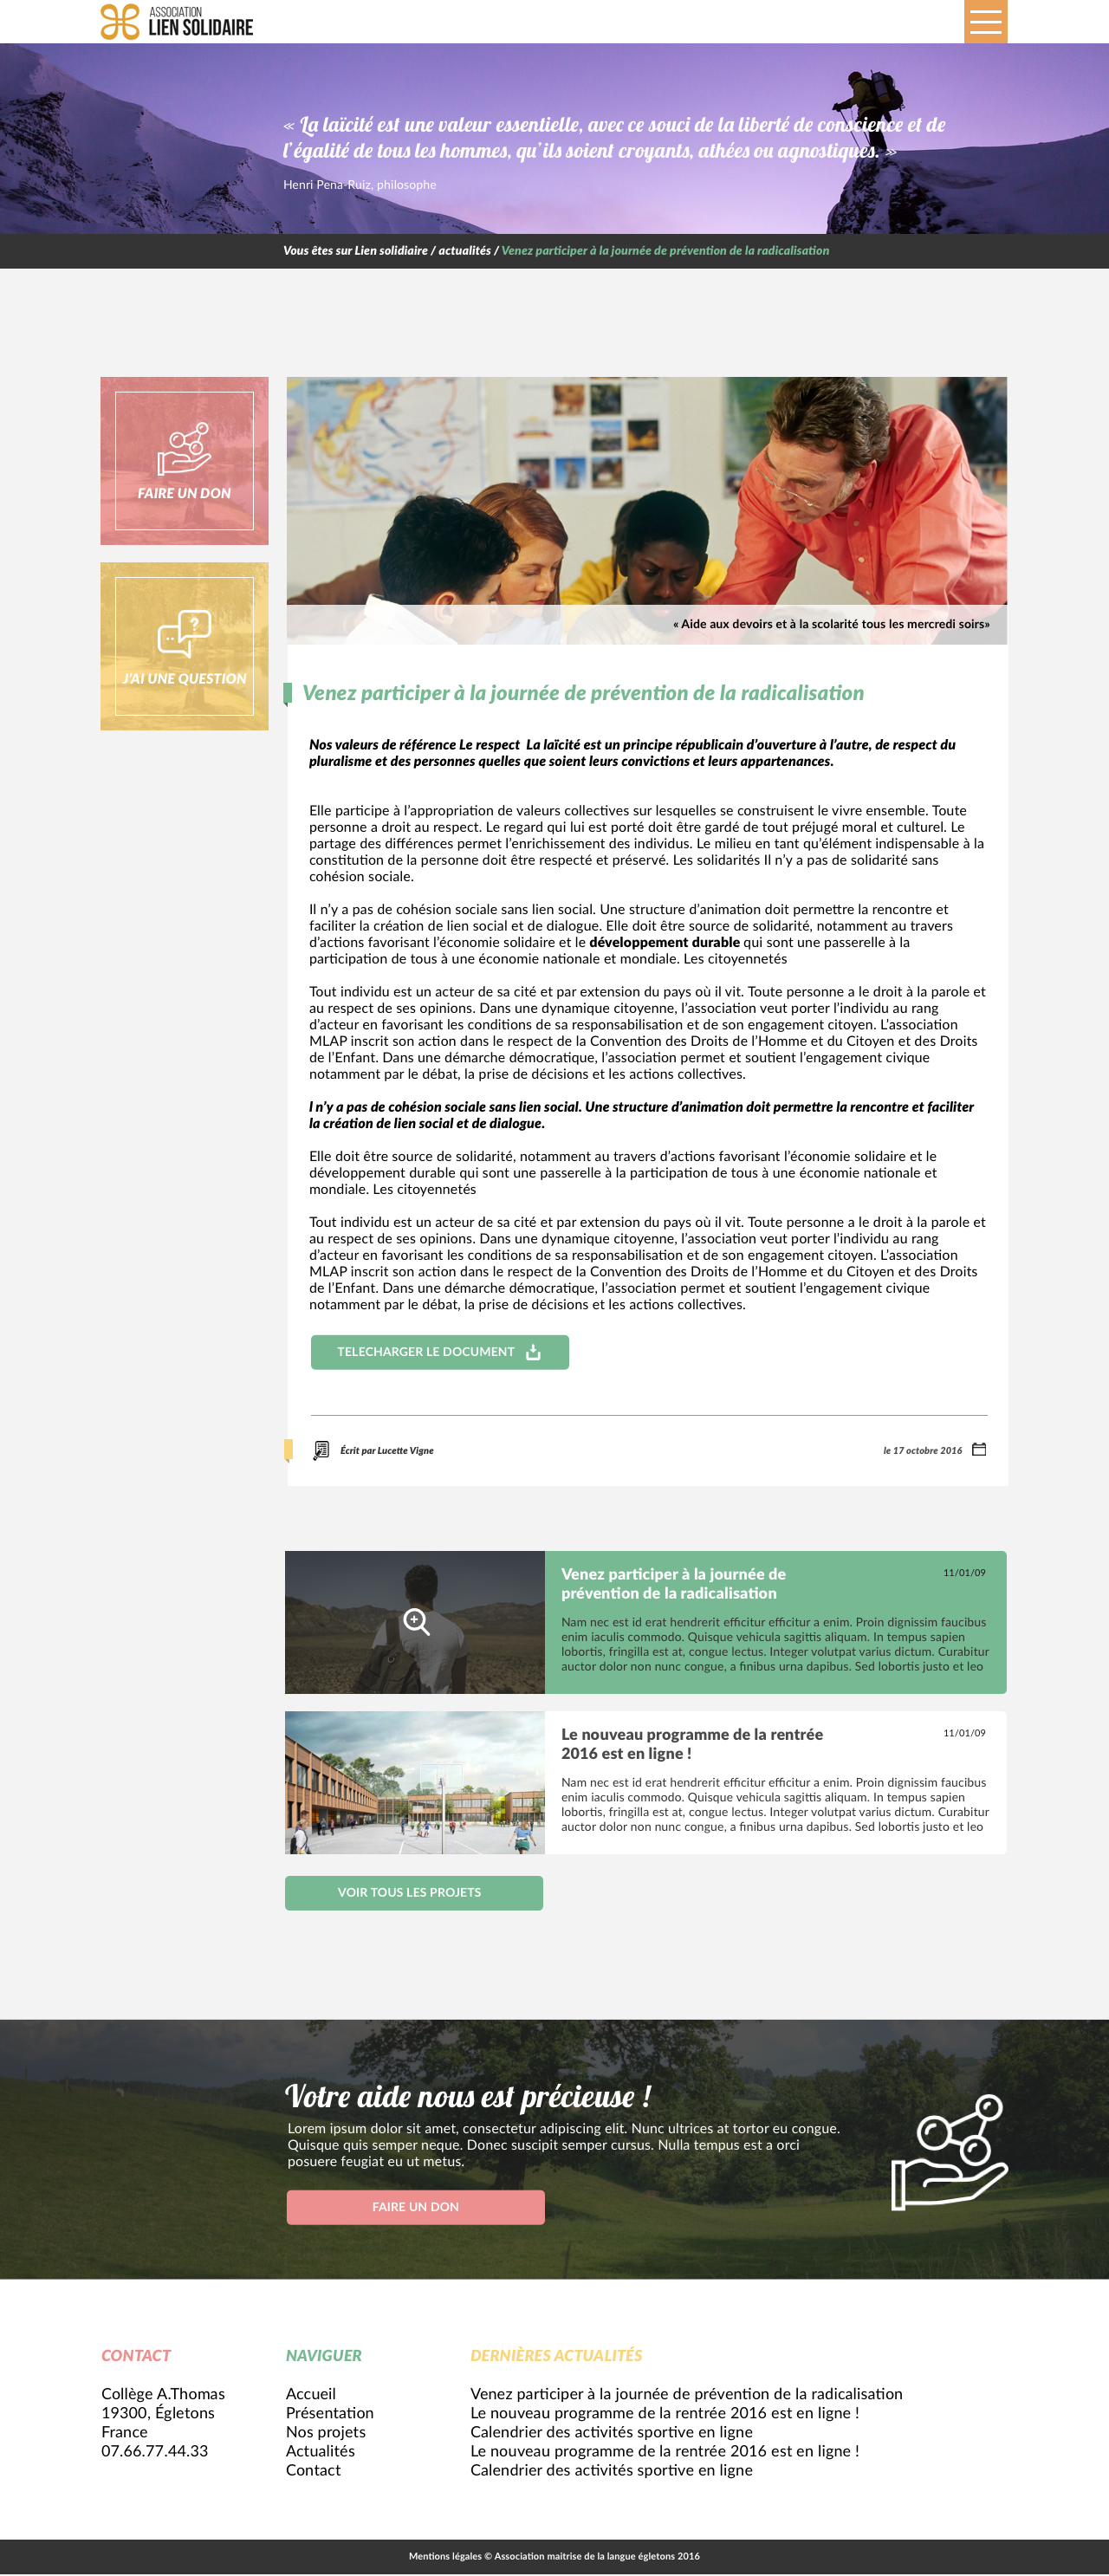 ASSOCIATION
LIEN SOLIDAIRE
« La laïcité est une valeur essentielle, avec ce souci de la liberté de conscience et de
l’égalité de tous les hommes, qu’ils soient croyants, athées ou agnostiques. »
Henri Pena-Ruiz, philosophe
Vous êtes sur Lien solidiaire / actualités / Venez participer à la journée de prévention de la radicalisation
FAIRE UN DON
J’AI UNE QUESTION
« Aide aux devoirs et à la scolarité tous les mercredi soirs»
Venez participer à la journée de prévention de la radicalisation
Nos valeurs de référence Le respect  La laïcité est un principe républicain d’ouverture à l’autre, de respect du
pluralisme et des personnes quelles que soient leurs convictions et leurs appartenances.
Elle participe à l’appropriation de valeurs collectives sur lesquelles se construisent le vivre ensemble. Toute
personne a droit au respect. Le regard qui lui est porté doit être gardé de tout préjugé moral et culturel. Le
partage des différences permet l’enrichissement des individus. Le milieu en tant qu’élément indispensable à la
constitution de la personne doit être respecté et préservé. Les solidarités Il n’y a pas de solidarité sans
cohésion sociale.
Il n’y a pas de cohésion sociale sans lien social. Une structure d’animation doit permettre la rencontre et
faciliter la création de lien social et de dialogue. Elle doit être source de solidarité, notamment au travers
d’actions favorisant l’économie solidaire et le développement durable qui sont une passerelle à la
participation de tous à une économie nationale et mondiale. Les citoyennetés
Tout individu est un acteur de sa cité et par extension du pays où il vit. Toute personne a le droit à la parole et
au respect de ses opinions. Dans une dynamique citoyenne, l’association veut porter l’individu au rang
d’acteur en favorisant les conditions de sa responsabilisation et de son engagement citoyen. L’association
MLAP inscrit son action dans le respect de la Convention des Droits de l’Homme et du Citoyen et des Droits
de l’Enfant. Dans une démarche démocratique, l’association permet et soutient l’engagement civique
notamment par le débat, la prise de décisions et les actions collectives.
l n’y a pas de cohésion sociale sans lien social. Une structure d’animation doit permettre la rencontre et faciliter
la création de lien social et de dialogue.
Elle doit être source de solidarité, notamment au travers d’actions favorisant l’économie solidaire et le
développement durable qui sont une passerelle à la participation de tous à une économie nationale et
mondiale. Les citoyennetés
Tout individu est un acteur de sa cité et par extension du pays où il vit. Toute personne a le droit à la parole et
au respect de ses opinions. Dans une dynamique citoyenne, l’association veut porter l’individu au rang
d’acteur en favorisant les conditions de sa responsabilisation et de son engagement citoyen. L’association
MLAP inscrit son action dans le respect de la Convention des Droits de l’Homme et du Citoyen et des Droits
de l’Enfant. Dans une démarche démocratique, l’association permet et soutient l’engagement civique
notamment par le débat, la prise de décisions et les actions collectives.
TELECHARGER LE DOCUMENT
Écrit par Lucette Vigne
le 17 octobre 2016
Venez participer à la journée de
prévention de la radicalisation
11/01/09
Nam nec est id erat hendrerit efficitur efficitur a enim. Proin dignissim faucibus
enim iaculis commodo. Quisque vehicula sagittis aliquam. In tempus sapien
lobortis, fringilla est at, congue lectus. Integer volutpat varius dictum. Curabitur
auctor dolor non nunc congue, a finibus urna dapibus. Sed lobortis justo et leo
Le nouveau programme de la rentrée
2016 est en ligne !
11/01/09
Nam nec est id erat hendrerit efficitur efficitur a enim. Proin dignissim faucibus
enim iaculis commodo. Quisque vehicula sagittis aliquam. In tempus sapien
lobortis, fringilla est at, congue lectus. Integer volutpat varius dictum. Curabitur
auctor dolor non nunc congue, a finibus urna dapibus. Sed lobortis justo et leo
VOIR TOUS LES PROJETS
Votre aide nous est précieuse !
Lorem ipsum dolor sit amet, consectetur adipiscing elit. Nunc ultrices at tortor eu congue.
Quisque quis semper neque. Donec suscipit semper cursus. Nulla tempus est a orci
posuere feugiat eu ut metus.
FAIRE UN DON
CONTACT
Collège A.Thomas
19300, Égletons
France
07.66.77.44.33
NAVIGUER
Accueil
Présentation
Nos projets
Actualités
Contact
DERNIÈRES ACTUALITÉS
Venez participer à la journée de prévention de la radicalisation
Le nouveau programme de la rentrée 2016 est en ligne !
Calendrier des activités sportive en ligne
Le nouveau programme de la rentrée 2016 est en ligne !
Calendrier des activités sportive en ligne
Mentions légales © Association maitrise de la langue égletons 2016